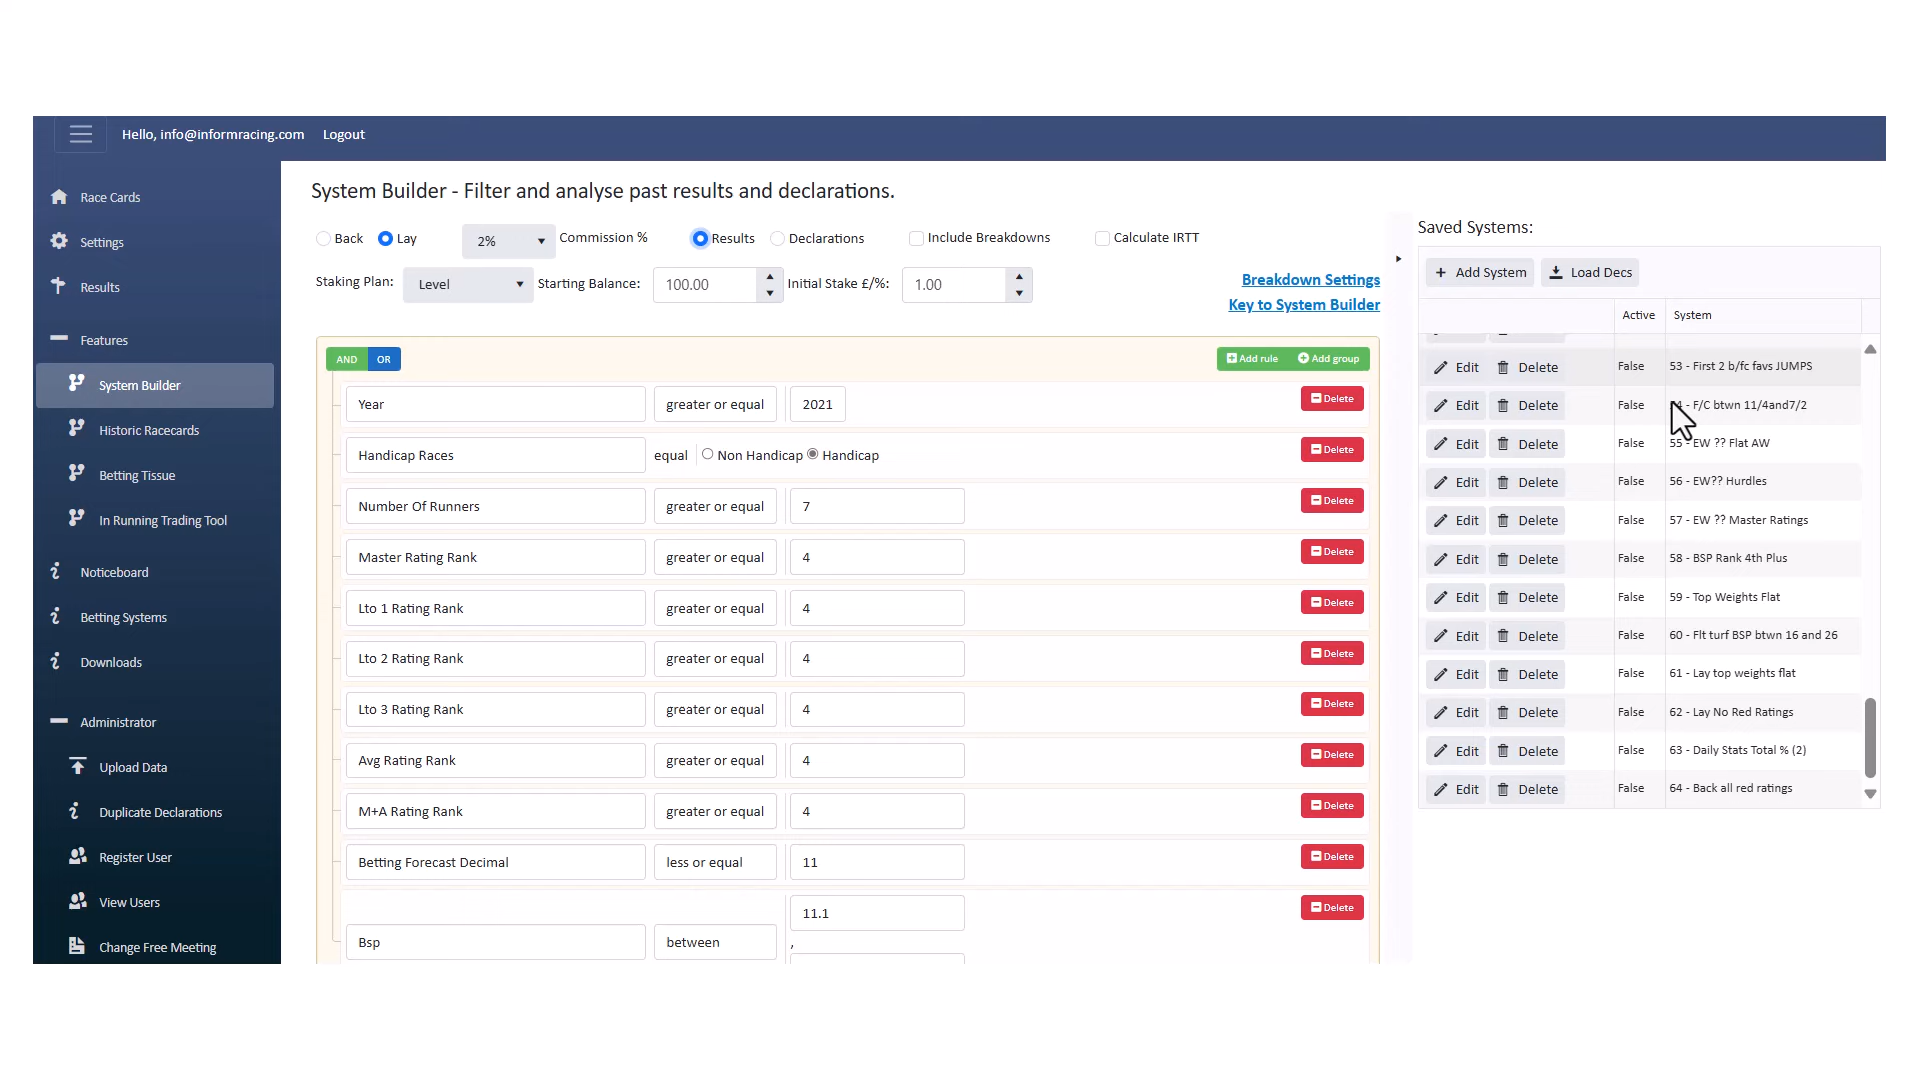 Hello, info@informracing.com Logout
Race Cards
Settings
Results
Features
System Builder
Historic Racecards
Betting Tissue
In Running Trading Tool
Noticeboard
Betting Systems
Downloads
Administrator
Upload Data
Duplicate Declarations
Register User
View Users
Change Free Meeting
System Builder - Filter and analyse past results and declarations.
Back Lay 2% Commission % Results Declarations Include Breakdowns Calculate IRTT
Staking Plan: Level Starting Balance: 100.00 Initial Stake £/%: 1.00
Breakdown Settings
Key to System Builder
AND OR Add rule Add group
Year greater or equal 2021 Delete
Handicap Races equal Non Handicap Handicap Delete
Number Of Runners greater or equal 7 Delete
Master Rating Rank greater or equal 4 Delete
Lto 1 Rating Rank greater or equal 4 Delete
Lto 2 Rating Rank greater or equal 4 Delete
Lto 3 Rating Rank greater or equal 4 Delete
Avg Rating Rank greater or equal 4 Delete
M+A Rating Rank greater or equal 4 Delete
Betting Forecast Decimal less or equal 11 Delete
Bsp between 11.1 , Delete
Saved Systems:
Add System Load Decs
Active System
Edit Delete False 53 - First 2 b/fc favs JUMPS
Edit Delete False - F/C btwn 11/4and7/2
Edit Delete False 55 - EW ?? Flat AW
Edit Delete False 56 - EW?? Hurdles
Edit Delete False 57 - EW ?? Master Ratings
Edit Delete False 58 - BSP Rank 4th Plus
Edit Delete False 59 - Top Weights Flat
Edit Delete False 60 - Flt turf BSP btwn 16 and 26
Edit Delete False 61 - Lay top weights flat
Edit Delete False 62 - Lay No Red Ratings
Edit Delete False 63 - Daily Stats Total % (2)
Edit Delete False 64 - Back all red ratings